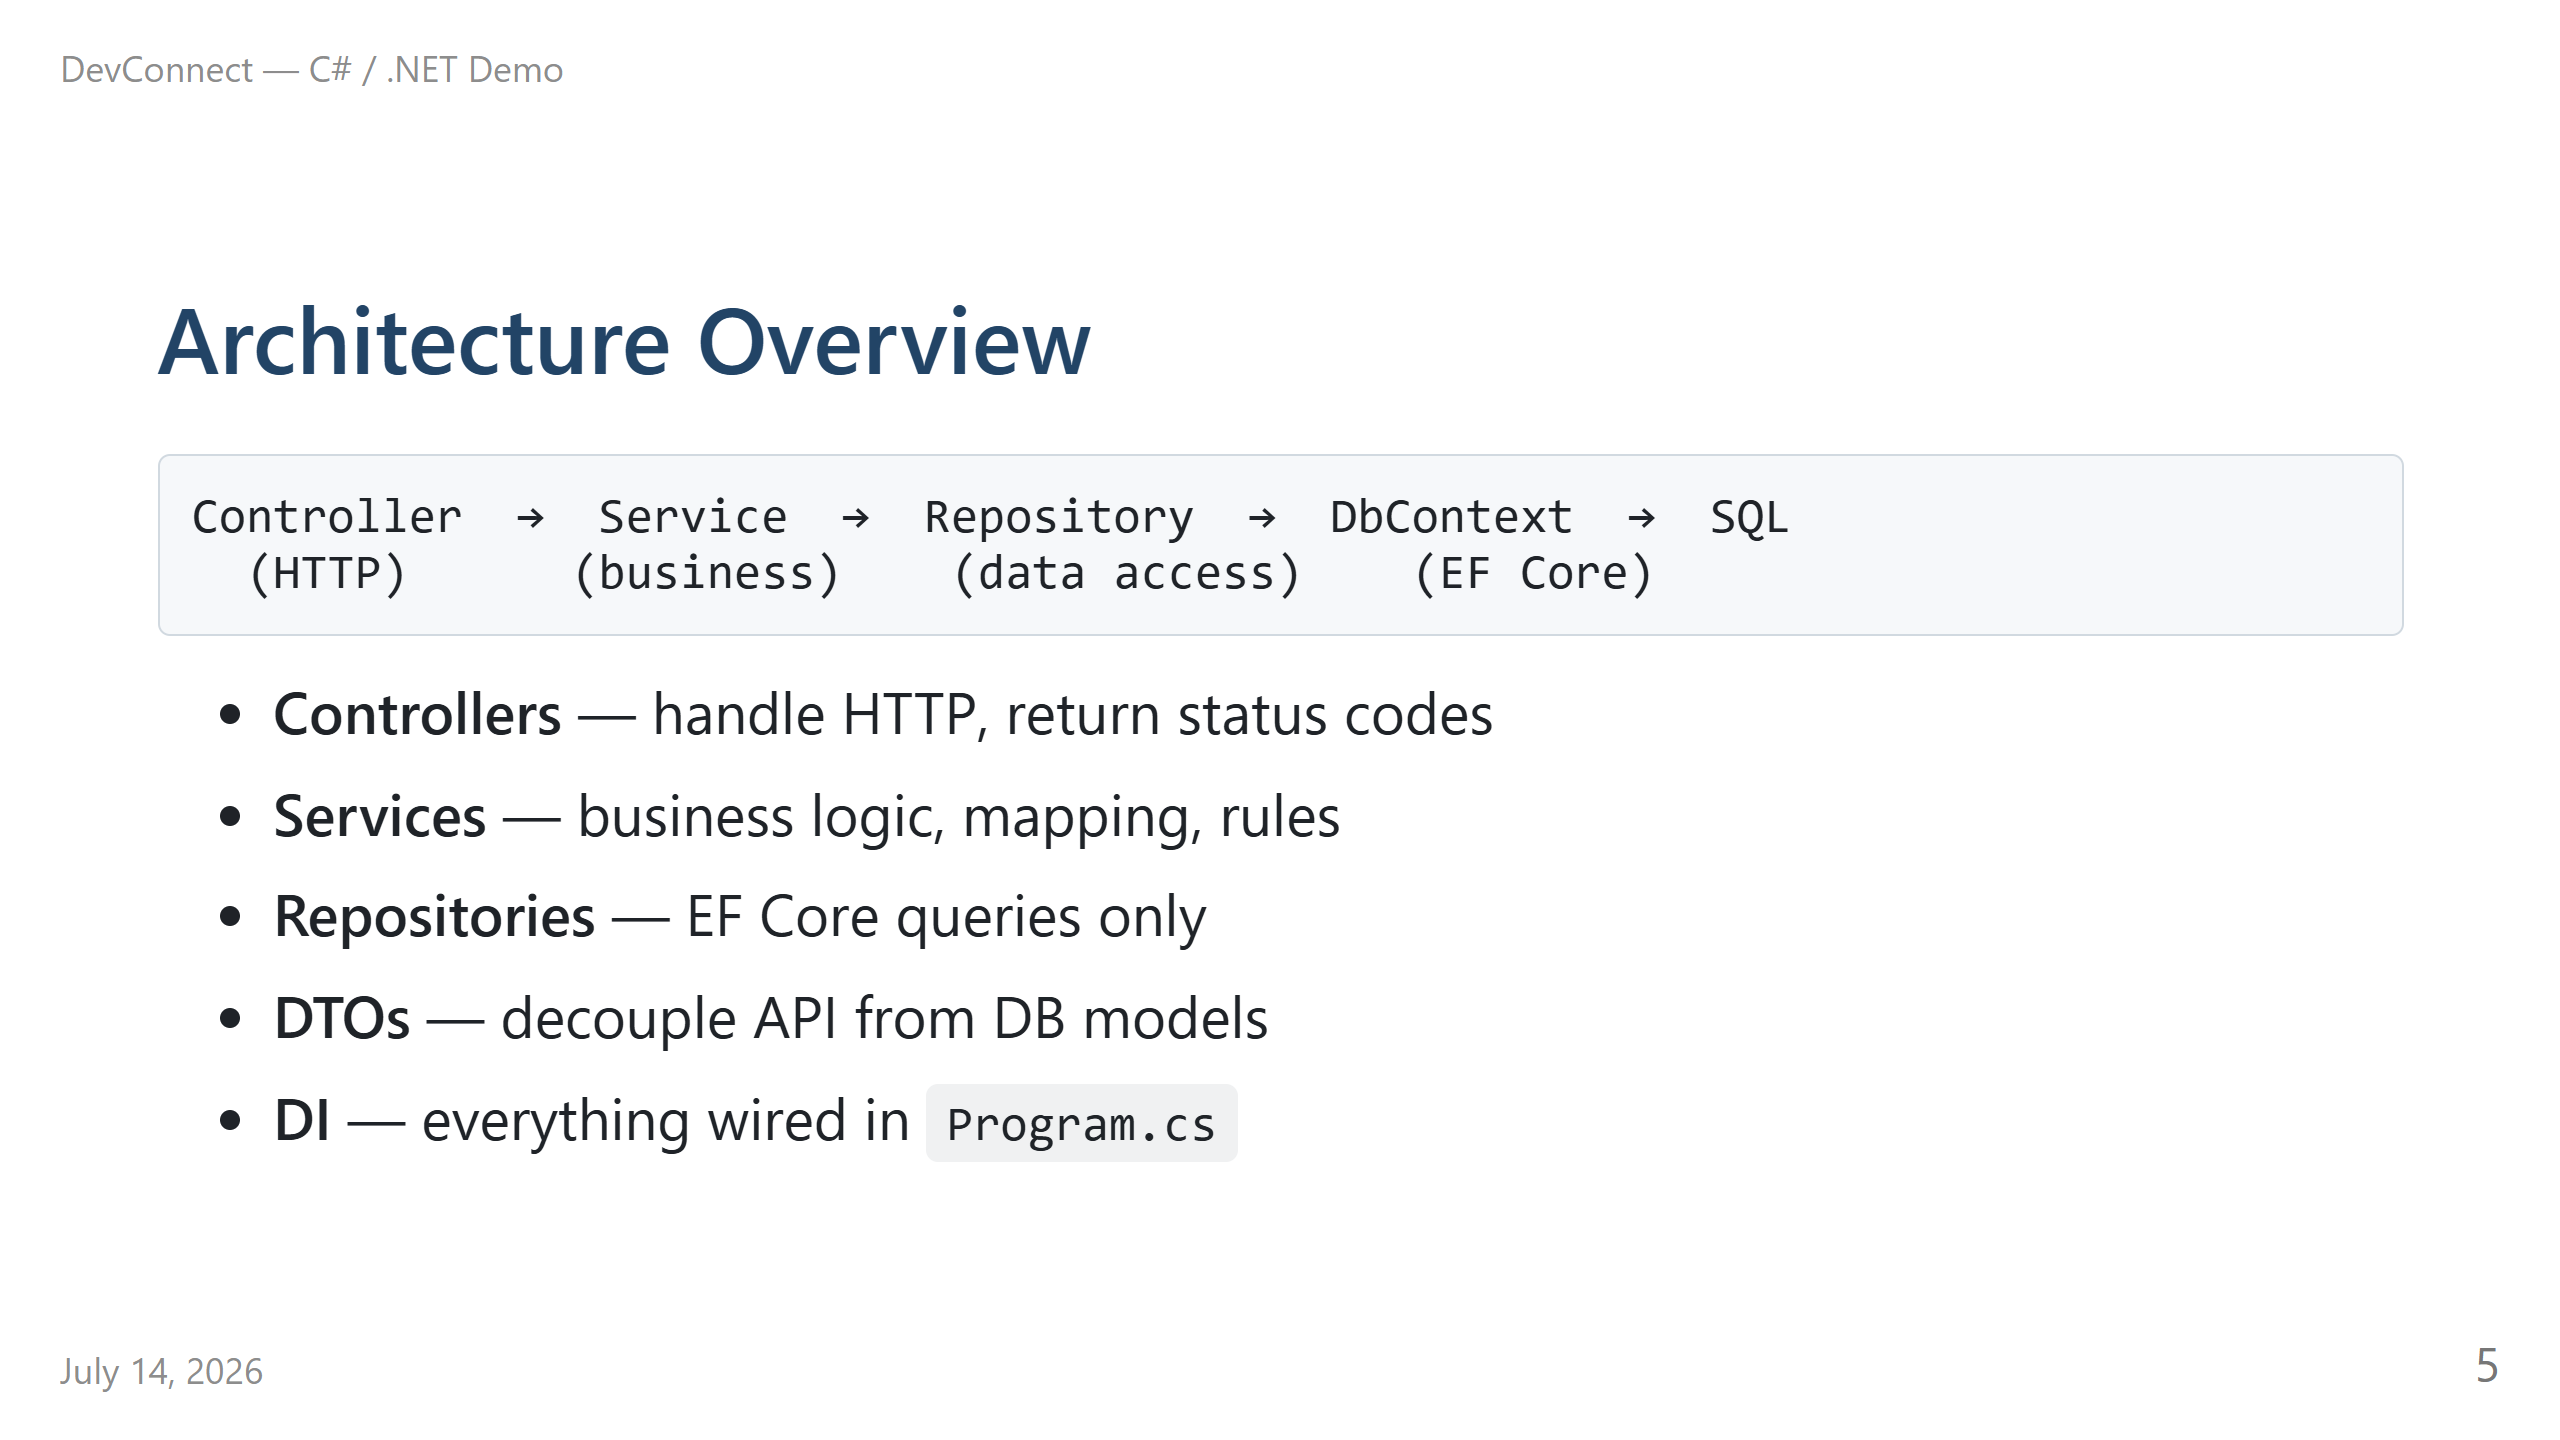 DevConnect — C# / .NET Demo
Architecture Overview
Controller  →  Service  →  Repository  →  DbContext  →  SQL
(HTTP)      (business)    (data access)    (EF Core)
• Controllers — handle HTTP, return status codes
• Services — business logic, mapping, rules
• Repositories — EF Core queries only
• DTOs — decouple API from DB models
• DI — everything wired in Program.cs
July 14, 2026
5